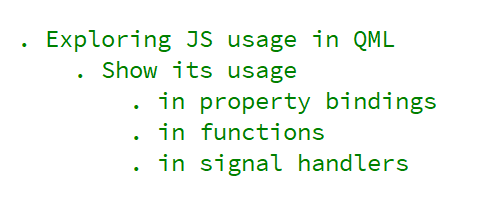 . Exploring JS usage in QML
. Show its usage
. in property bindings
. in functions
. in signal handlers